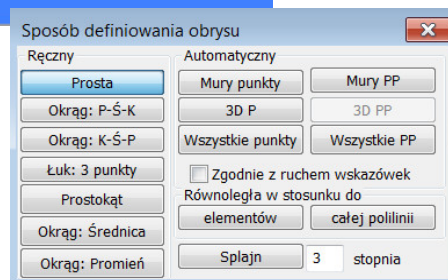 Sposób definiowania obrysu
Ręczny
Prosta
Okrąg: P-Ś-K
Okrąg: K-Ś-P
Łuk: 3 punkty
Prostokąt
Okrąg: Średnica
Okrąg: Promień
Automatyczny
Mury punkty Mury PP
3D P 3D PP
Wszystkie punkty Wszystkie PP
Zgodnie z ruchem wskazówek
Równoległa w stosunku do
elementów całej polilinii
Splajn 3 stopnia